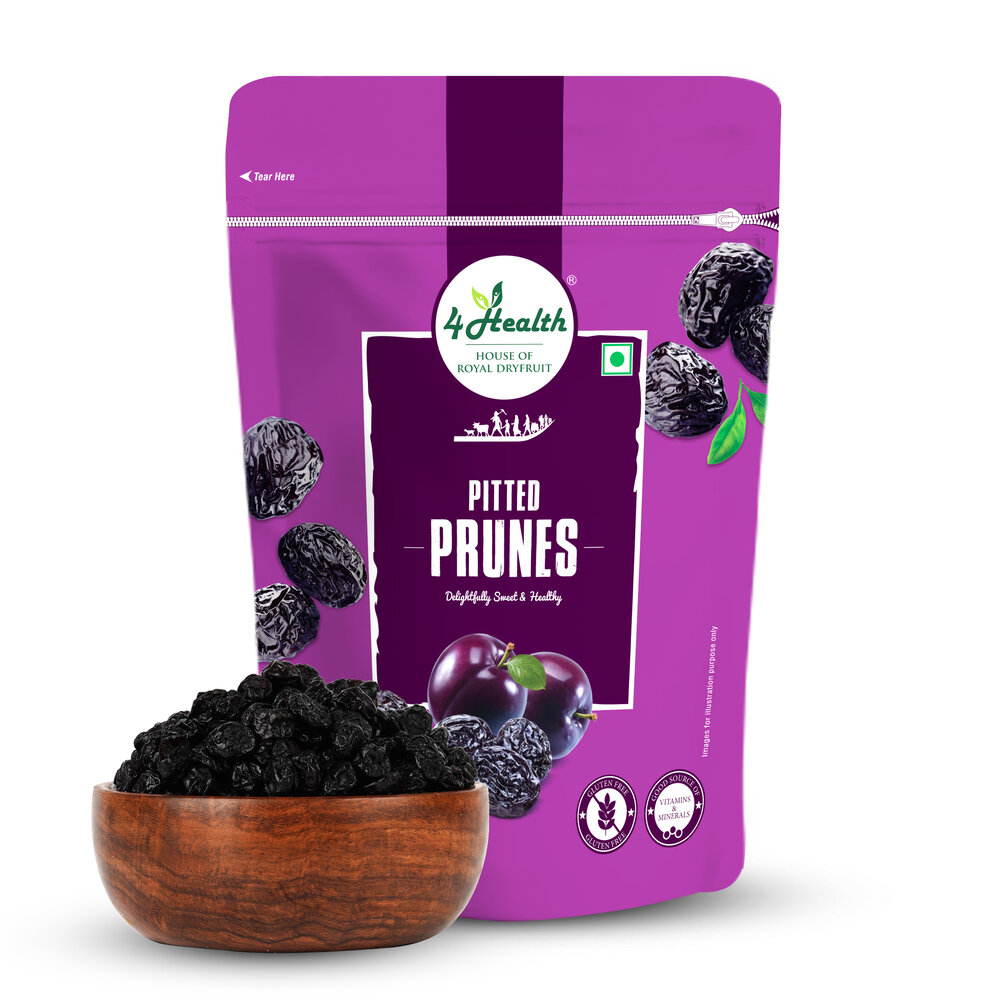 Tear Here
4Health ®
HOUSE OF
ROYAL DRYFRUIT
PITTED
PRUNES
Delightfully Sweet & Healthy
Images for illustration purpose only
GLUTEN FREE
GLUTEN FREE
GOOD SOURCE OF
VITAMINS
&
MINERALS